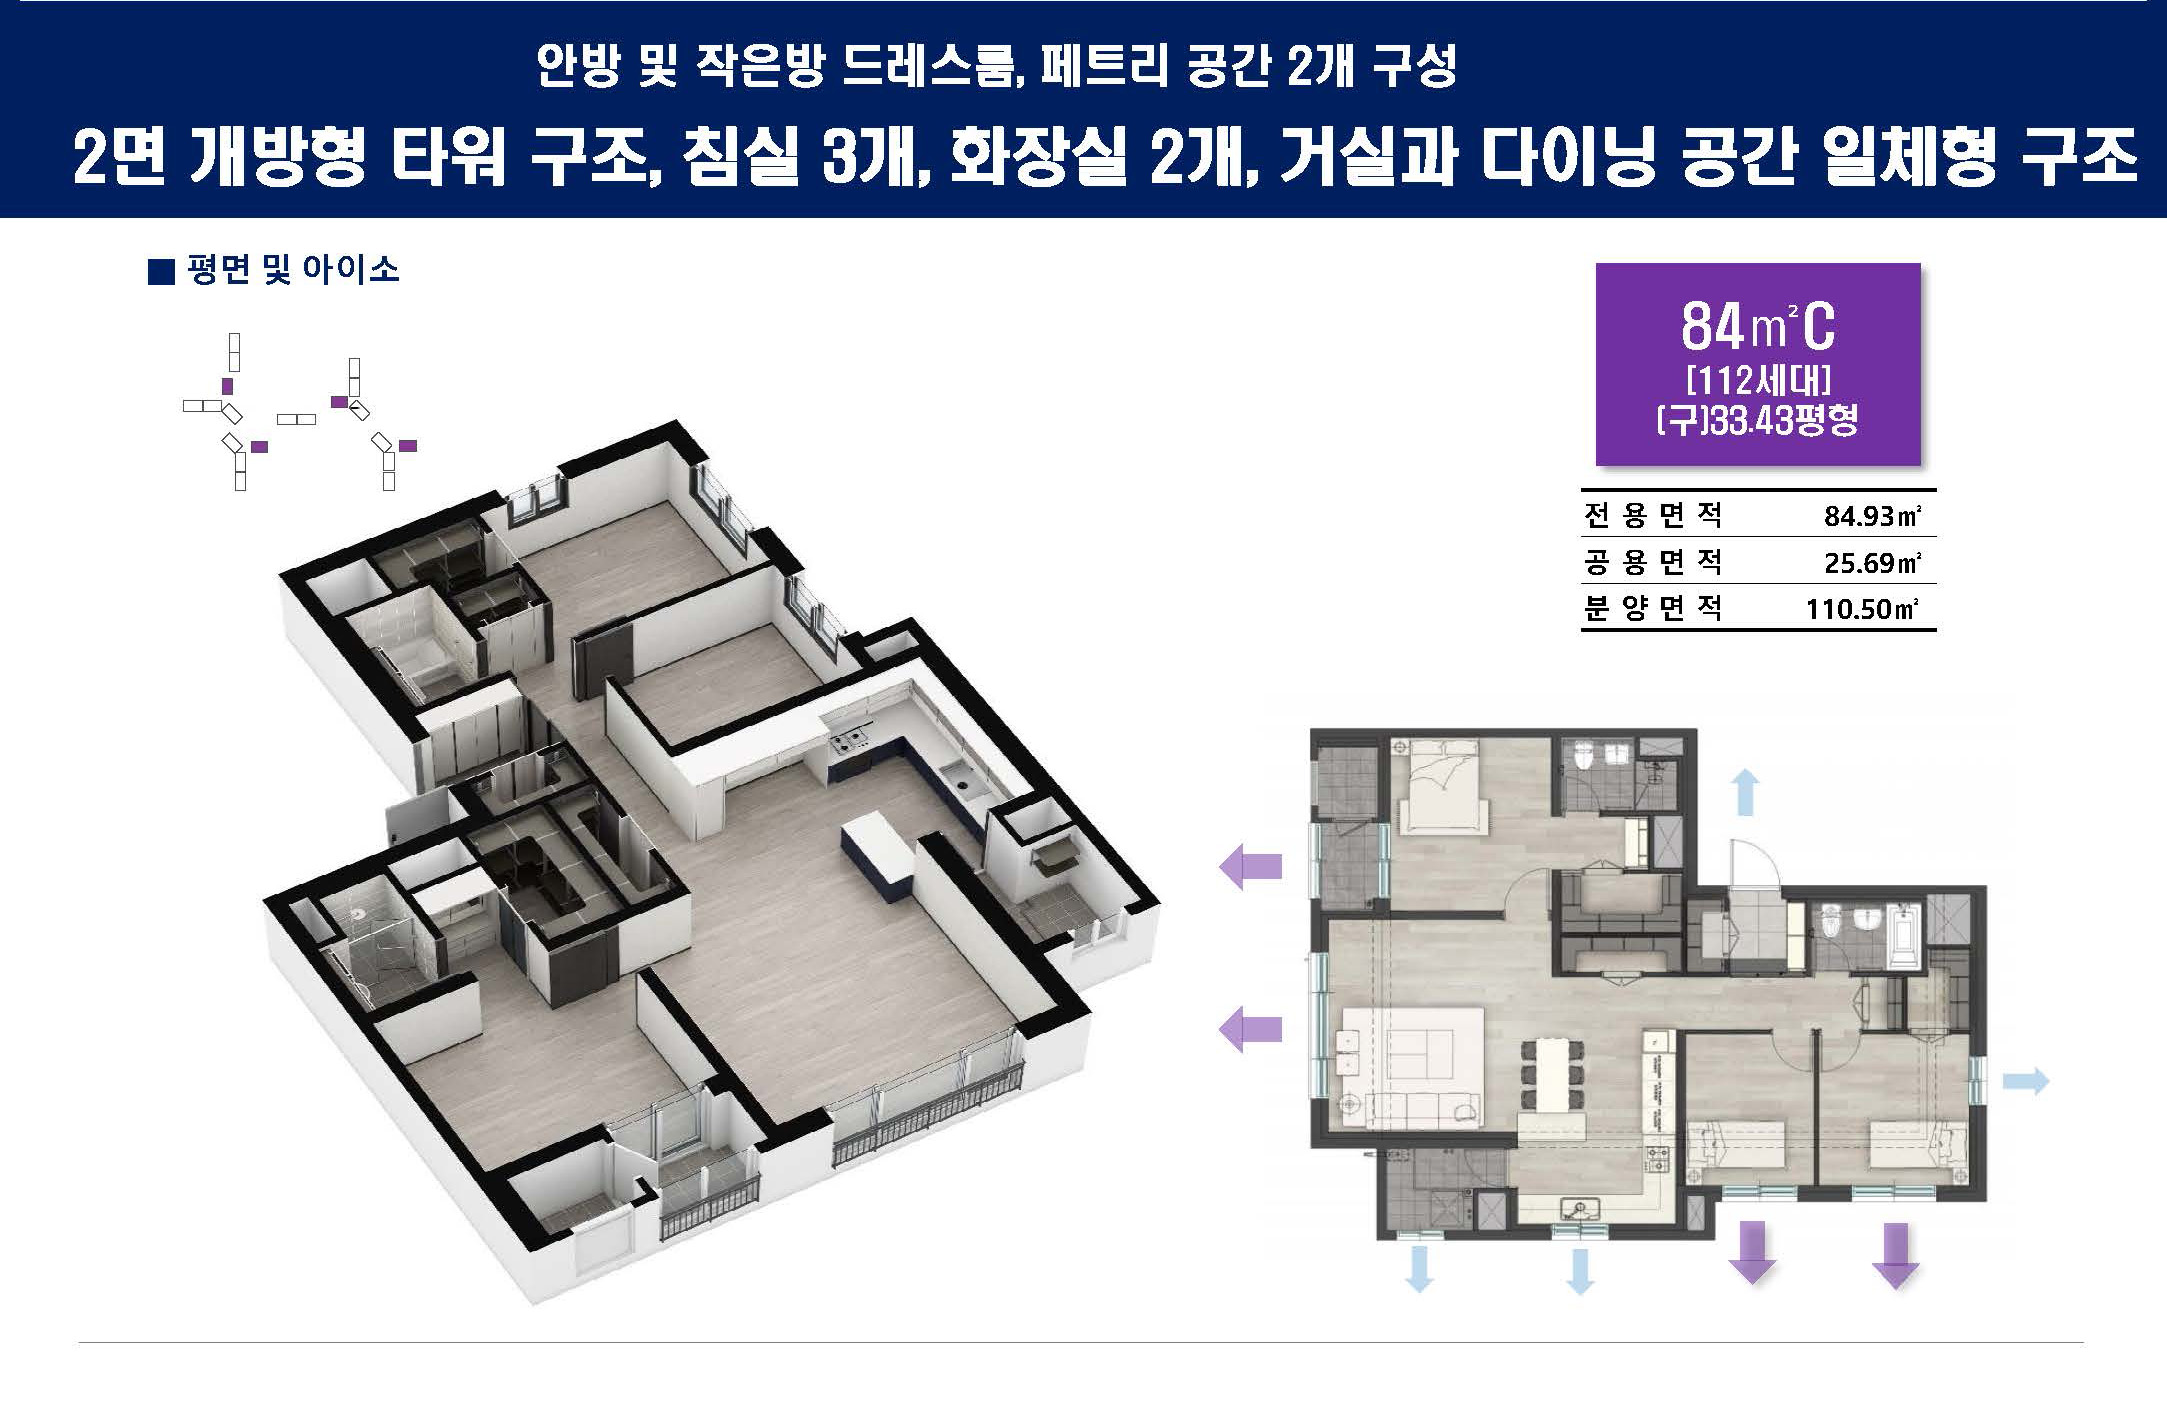 안방 및 작은방 드레스룸, 페트리 공간 2개 구성
2면 개방형 타워 구조, 침실 3개, 화장실 2개, 거실과 다이닝 공간 일체형 구조
■ 평면 및 아이소
84㎡C
[112세대]
[구]33.43평형
전용면적 84.93㎡
공용면적 25.69㎡
분양면적 110.50㎡